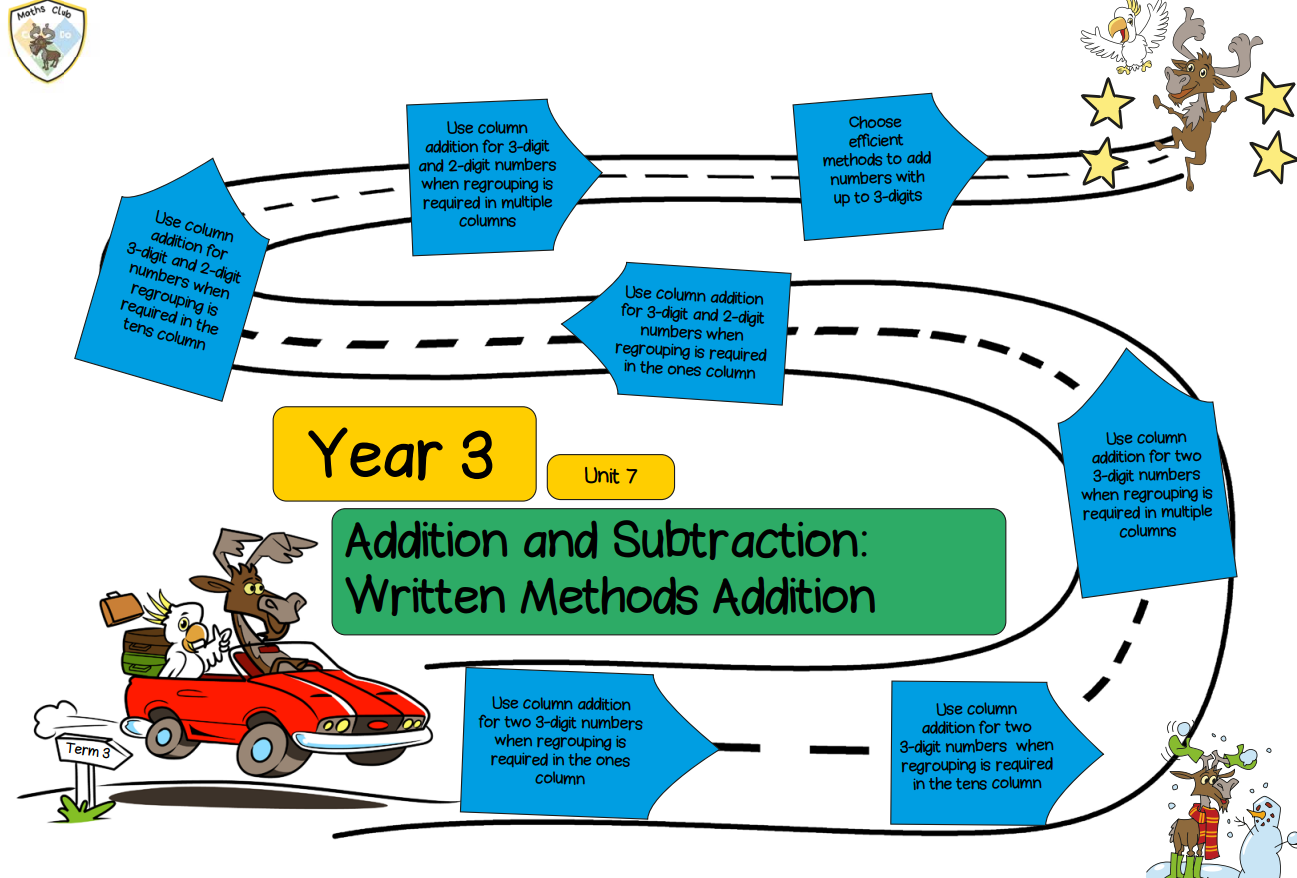 Maths Club
Do
Use column
addition for 3-digit
and 2-digit numbers
when regrouping is
required in multiple
columns
Choose
efficient
methods to add
numbers with
up to 3-digits
Use column
addition for
3-digit and 2-digit
numbers when
regrouping is
required in the
tens column
Use column addition
for 3-digit and 2-digit
numbers when
regrouping is required
in the ones column
Use column
addition for two
3-digit numbers
when regrouping is
required in multiple
columns
Year 3
Unit 7
Addition and Subtraction:
Written Methods Addition
Term 3
Use column addition
for two 3-digit numbers
when regrouping is
required in the ones
column
Use column
addition for two
3-digit numbers when
regrouping is required
in the tens column